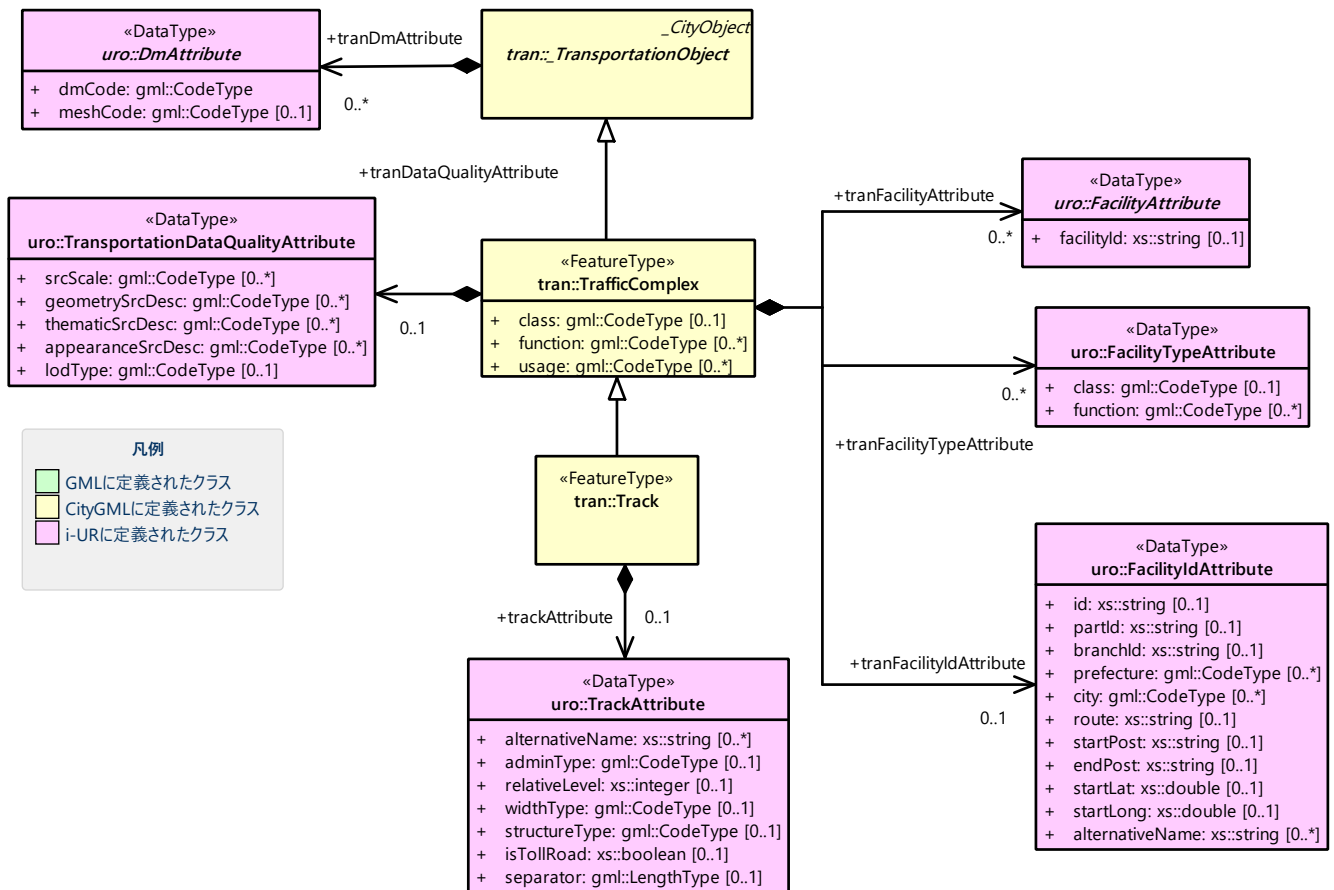 «DataType»
uro::DmAttribute
+ dmCode: gml::CodeType
+ meshCode: gml::CodeType [0..1]
+tranDmAttribute
0..*
_CityObject
tran::_TransportationObject
+tranDataQualityAttribute
«DataType»
uro::TransportationDataQualityAttribute
+ srcScale: gml::CodeType [0..*]
+ geometrySrcDesc: gml::CodeType [0..*]
+ thematicSrcDesc: gml::CodeType [0..*]
+ appearanceSrcDesc: gml::CodeType [0..*]
+ lodType: gml::CodeType [0..1]
0..1
«FeatureType»
tran::TrafficComplex
+ class: gml::CodeType [0..1]
+ function: gml::CodeType [0..*]
+ usage: gml::CodeType [0..*]
+tranFacilityAttribute
0..*
«DataType»
uro::FacilityAttribute
+ facilityId: xs::string [0..1]
«DataType»
uro::FacilityTypeAttribute
+ class: gml::CodeType [0..1]
+ function: gml::CodeType [0..*]
0..*
+tranFacilityTypeAttribute
凡例
GMLに定義されたクラス
CityGMLに定義されたクラス
i-URに定義されたクラス
«FeatureType»
tran::Track
+trackAttribute
0..1
«DataType»
uro::TrackAttribute
+ alternativeName: xs::string [0..*]
+ adminType: gml::CodeType [0..1]
+ relativeLevel: xs::integer [0..1]
+ widthType: gml::CodeType [0..1]
+ structureType: gml::CodeType [0..1]
+ isTollRoad: xs::boolean [0..1]
+ separator: gml::LengthType [0..1]
+tranFacilityIdAttribute
0..1
«DataType»
uro::FacilityIdAttribute
+ id: xs::string [0..1]
+ partId: xs::string [0..1]
+ branchId: xs::string [0..1]
+ prefecture: gml::CodeType [0..*]
+ city: gml::CodeType [0..*]
+ route: xs::string [0..1]
+ startPost: xs::string [0..1]
+ endPost: xs::string [0..1]
+ startLat: xs::double [0..1]
+ startLong: xs::double [0..1]
+ alternativeName: xs::string [0..*]